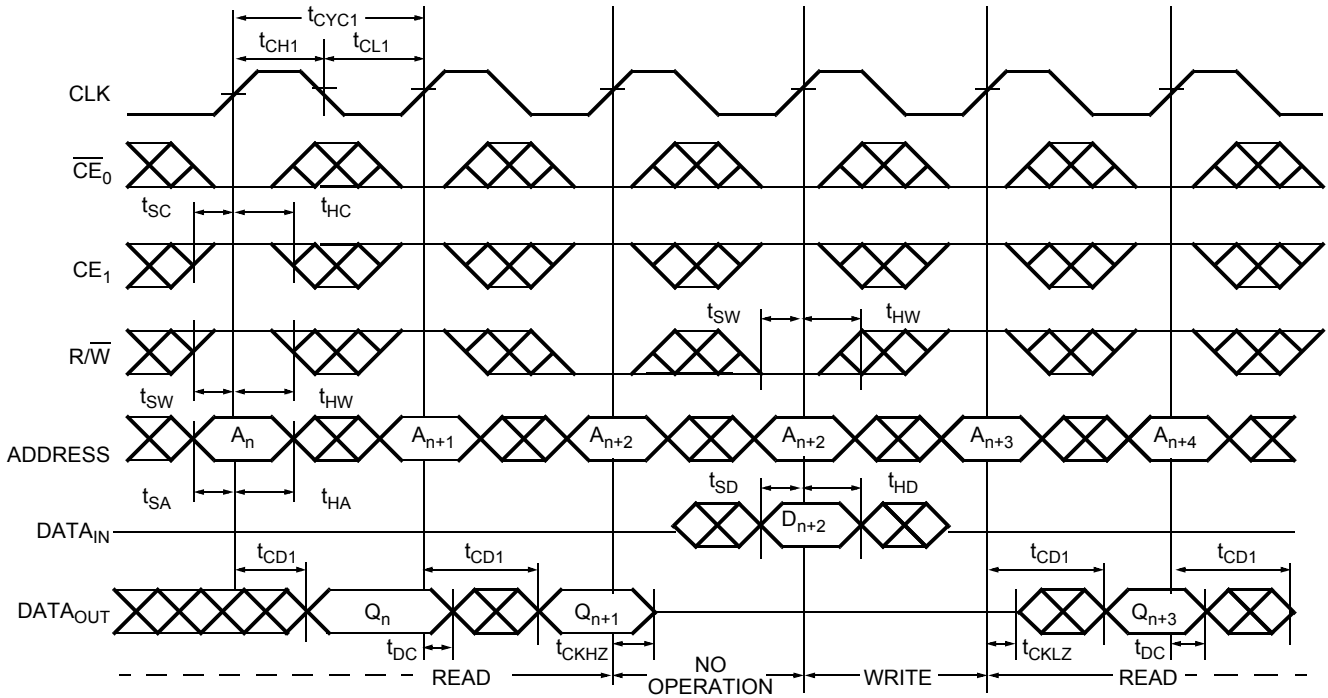 tCYC1
tCH1 tCL1
CLK
CE0
tSC tHC
CE1
tSW tHW
R/W
tSW tHW
ADDRESS An An+1 An+2 An+2 An+3 An+4
tSA tHA tSD tHD
DATAIN Dn+2
tCD1 tCD1 tCD1 tCD1
DATAOUT Qn Qn+1 Qn+3
tDC tCKHZ tCKLZ tDC
READ NO OPERATION WRITE READ